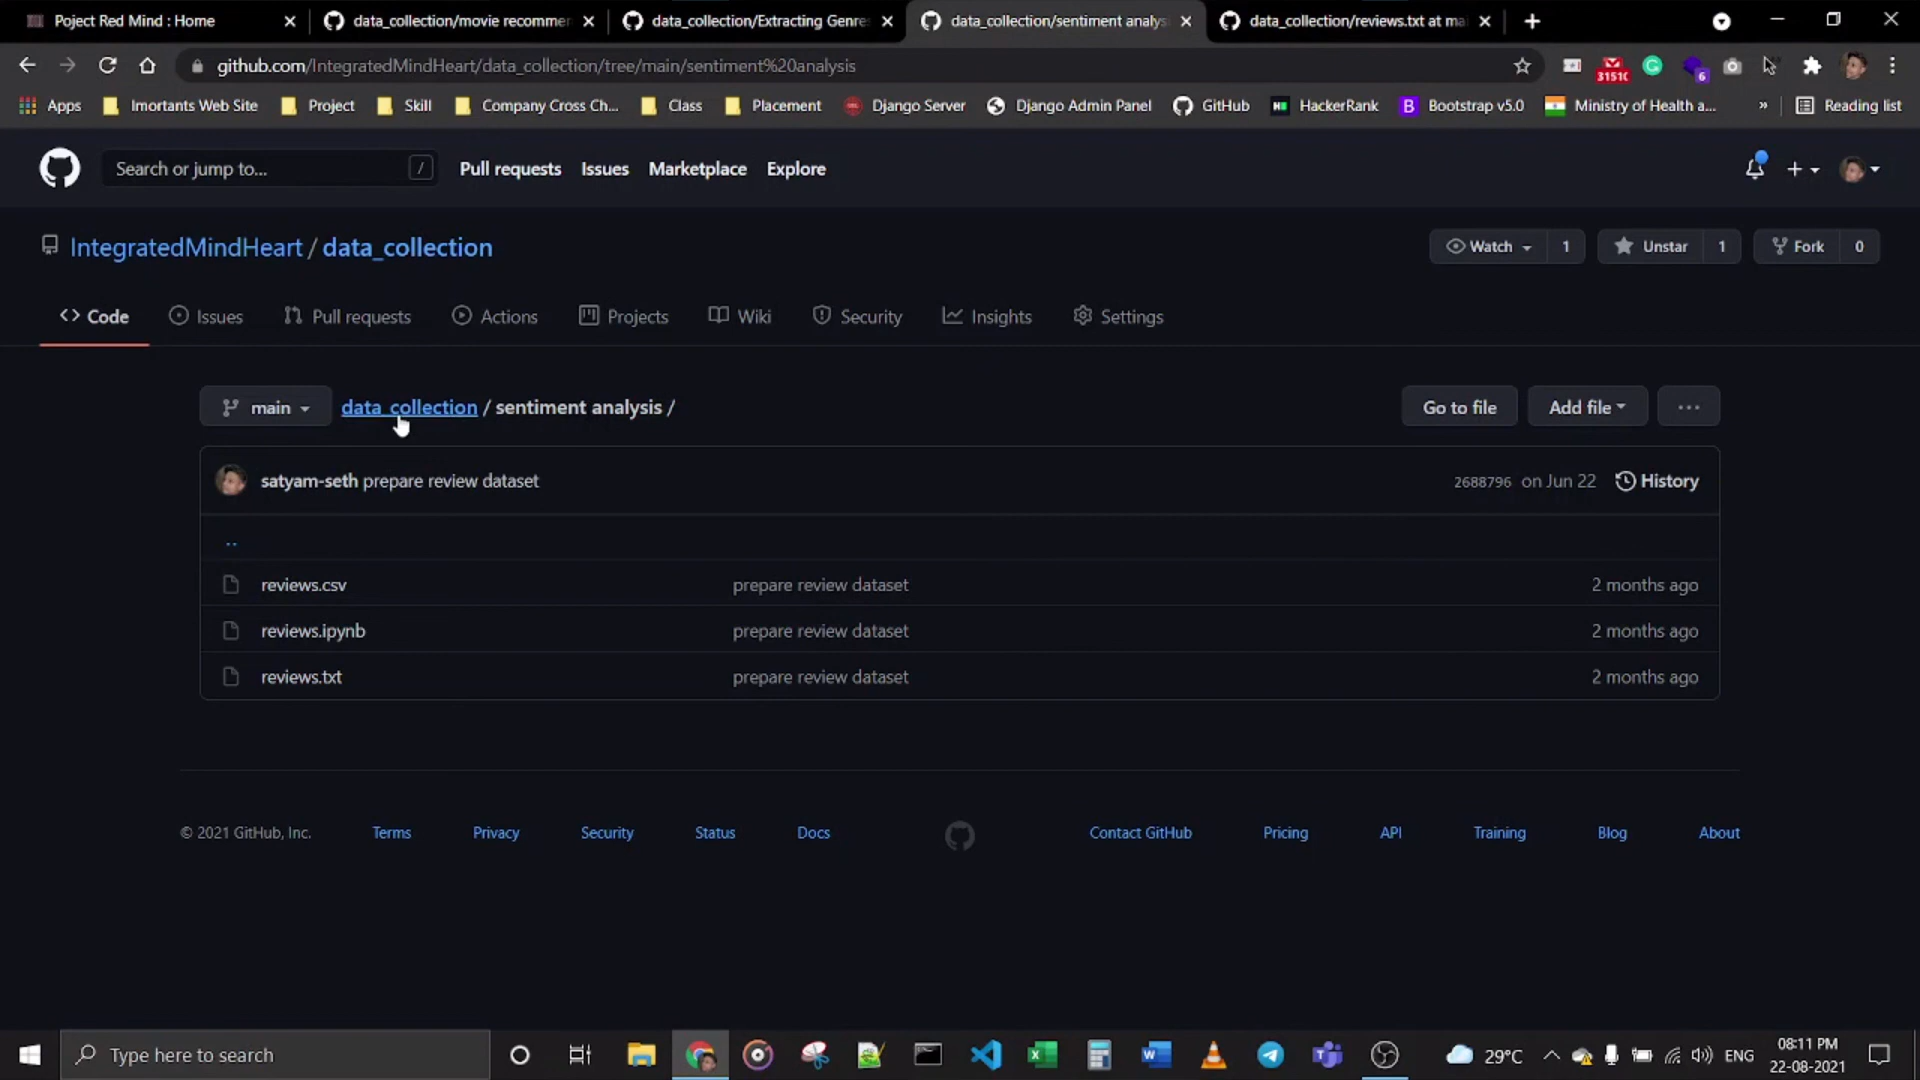 Poject Red Mind : Home
data_collection/movie recommen
data_collection/Extracting Genre
data_collection/sentiment analys
data_collection/reviews.txt at ma
github.com/IntegratedMindHeart/data_collection/tree/main/sentiment%20analysis
3151
6
Apps
Imortants Web Site
Project
Skill
Company Cross Ch...
Class
Placement
Django Server
Django Admin Panel
GitHub
HackerRank
Bootstrap v5.0
Ministry of Health a...
»
Reading list
Search or jump to...
/
Pull requests
Issues
Marketplace
Explore
IntegratedMindHeart / data_collection
Watch
1
Unstar
1
Fork
0
Code
Issues
Pull requests
Actions
Projects
Wiki
Security
Insights
Settings
main
data_collection / sentiment analysis /
Go to file
Add file
...
satyam-seth prepare review dataset
2688796 on Jun 22
History
..
reviews.csv
prepare review dataset
2 months ago
reviews.ipynb
prepare review dataset
2 months ago
reviews.txt
prepare review dataset
2 months ago
© 2021 GitHub, Inc.
Terms
Privacy
Security
Status
Docs
Contact GitHub
Pricing
API
Training
Blog
About
Type here to search
29°C
ENG
08:11 PM
22-08-2021